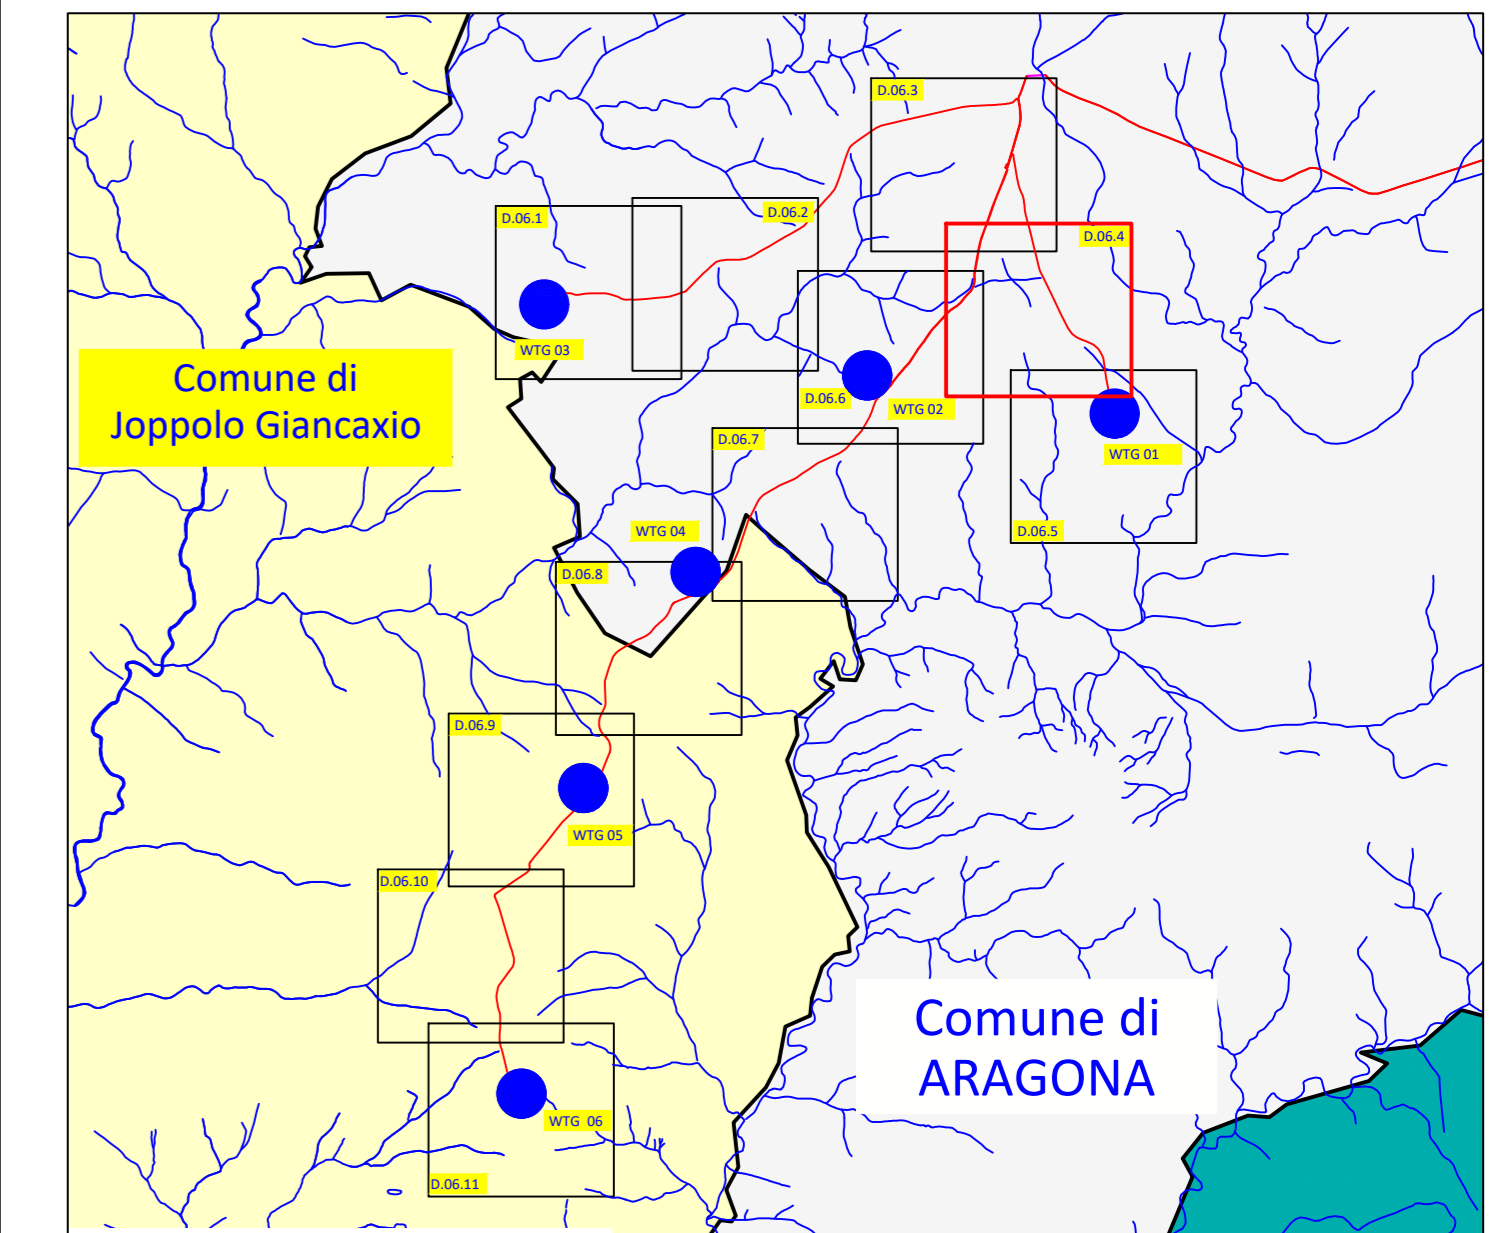 D.06.3
D.06.1
D.06.2
D.06.4
WTG 03
Comune di
Joppolo Giancaxio
D.06.6
WTG 02
D.06.7
WTG 01
WTG 04
D.06.5
D.06.8
D.06.9
WTG 05
D.06.10
Comune di
ARAGONA
WTG 06
D.06.11